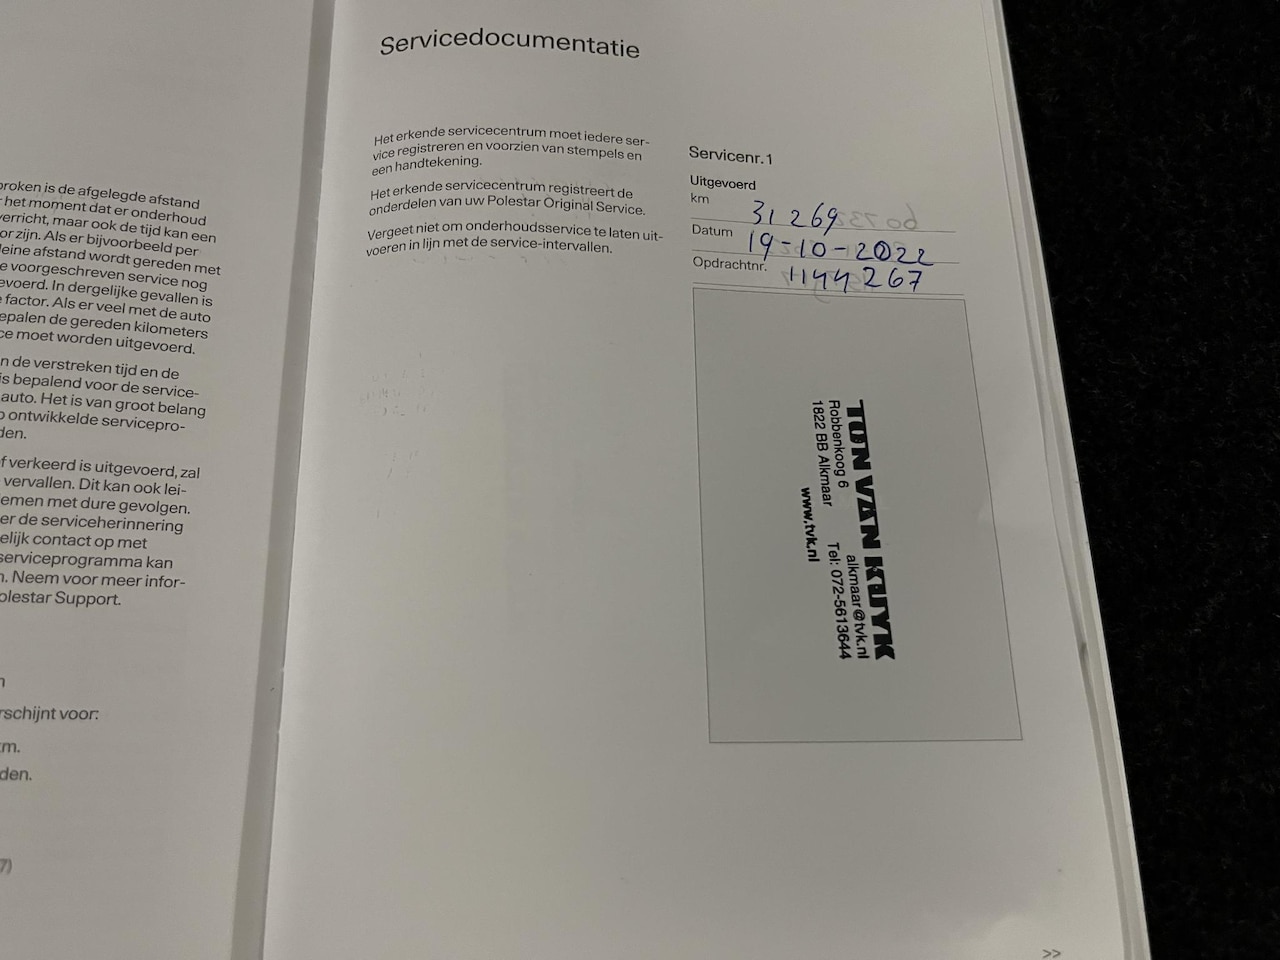 broken is de afgelegde afstand
het moment dat er onderhoud
verricht, maar ook de tijd kan een
or zijn. Als er bijvoorbeeld per
leine afstand wordt gereden met
e voorgeschreven service nog
evoerd. In dergelijke gevallen is
factor. Als er veel met de auto
epalen de gereden kilometers
ce moet worden uitgevoerd.
n de verstreken tijd en de
is bepalend voor de service-
auto. Het is van groot belang
o ontwikkelde servicepro-
den.
f verkeerd is uitgevoerd, zal
vervallen. Dit kan ook lei-
emen met dure gevolgen.
er de serviceherinnering
elijk contact op met
serviceprogramma kan
n. Neem voor meer infor-
olestar Support.
n
rschijnt voor:
km.
den.
7)
Servicedocumentatie
Het erkende servicecentrum moet iedere ser-
vice registreren en voorzien van stempels en
een handtekening.
Het erkende servicecentrum registreert de
onderdelen van uw Polestar Original Service.
Vergeet niet om onderhoudsservice te laten uit-
voeren in lijn met de service-intervallen.
Servicenr. 1
Uitgevoerd
km 31269
Datum 19-10-2022
Opdrachtnr. 1144267
TON VAN KUYK
alkmaar@tvk.nl
Robbenkoog 6 Tel: 072-5613644
1822 BB Alkmaar
www.tvk.nl
>>